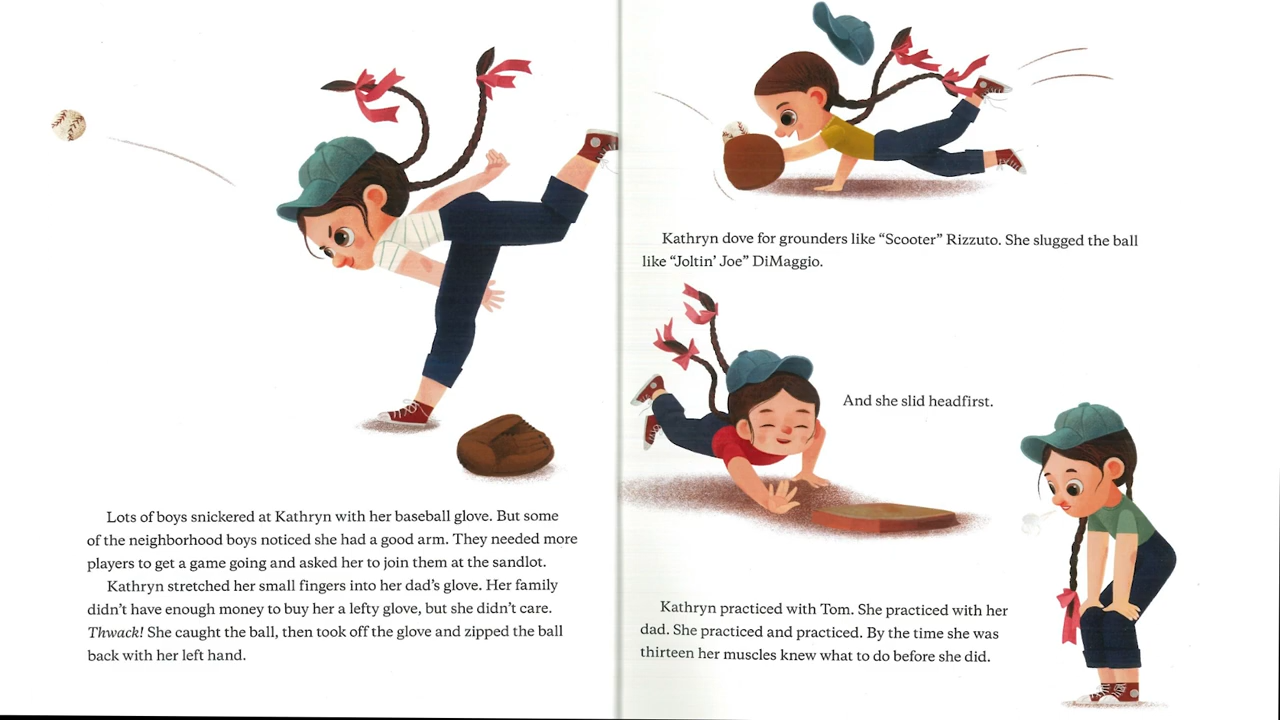 Lots of boys snickered at Kathryn with her baseball glove. But some
of the neighborhood boys noticed she had a good arm. They needed more
players to get a game going and asked her to join them at the sandlot.
Kathryn stretched her small fingers into her dad’s glove. Her family
didn’t have enough money to buy her a lefty glove, but she didn’t care.
Thwack! She caught the ball, then took off the glove and zipped the ball
back with her left hand.
Kathryn dove for grounders like “Scooter” Rizzuto. She slugged the ball
like “Joltin’ Joe” DiMaggio.
And she slid headfirst.
Kathryn practiced with Tom. She practiced with her
dad. She practiced and practiced. By the time she was
thirteen her muscles knew what to do before she did.